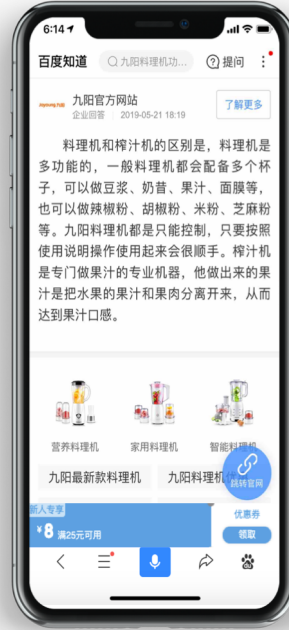 6:14
百度知道
九阳料理机功...
提问
Joyoung九阳
九阳官方网站
企业回答 2019-05-21 18:19
了解更多
料理机和榨汁机的区别是，料理机是
多功能的，一般料理机都会配备多个杯
子，可以做豆浆、奶昔、果汁、面膜等，
也可以做辣椒粉、胡椒粉、米粉、芝麻粉
等。九阳料理机都是只能控制，只要按照
使用说明操作使用起来会很顺手。榨汁机
是专门做果汁的专业机器，他做出来的果
汁是把水果的果汁和果肉分离开来，从而
达到果汁口感。
营养料理机 家用料理机 智能料理机
跳转官网
九阳最新款料理机 九阳料理机
新人专享
¥8 满25元可用
优惠券
领取